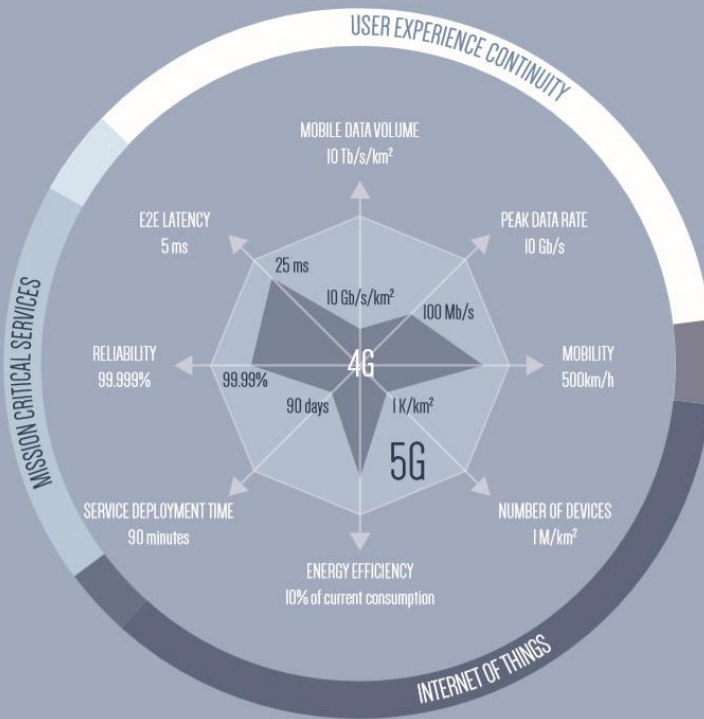 USER EXPERIENCE CONTINUITY
MOBILE DATA VOLUME
10 Tb/s/km²
E2E LATENCY
5 ms
PEAK DATA RATE
10 Gb/s
25 ms
10 Gb/s/km²
100 Mb/s
RELIABILITY
99.999%
4G
MOBILITY
500km/h
99.99%
90 days
1 K/km²
5G
SERVICE DEPLOYMENT TIME
90 minutes
NUMBER OF DEVICES
1 M/km²
ENERGY EFFICIENCY
10% of current consumption
MISSION CRITICAL SERVICES
INTERNET OF THINGS